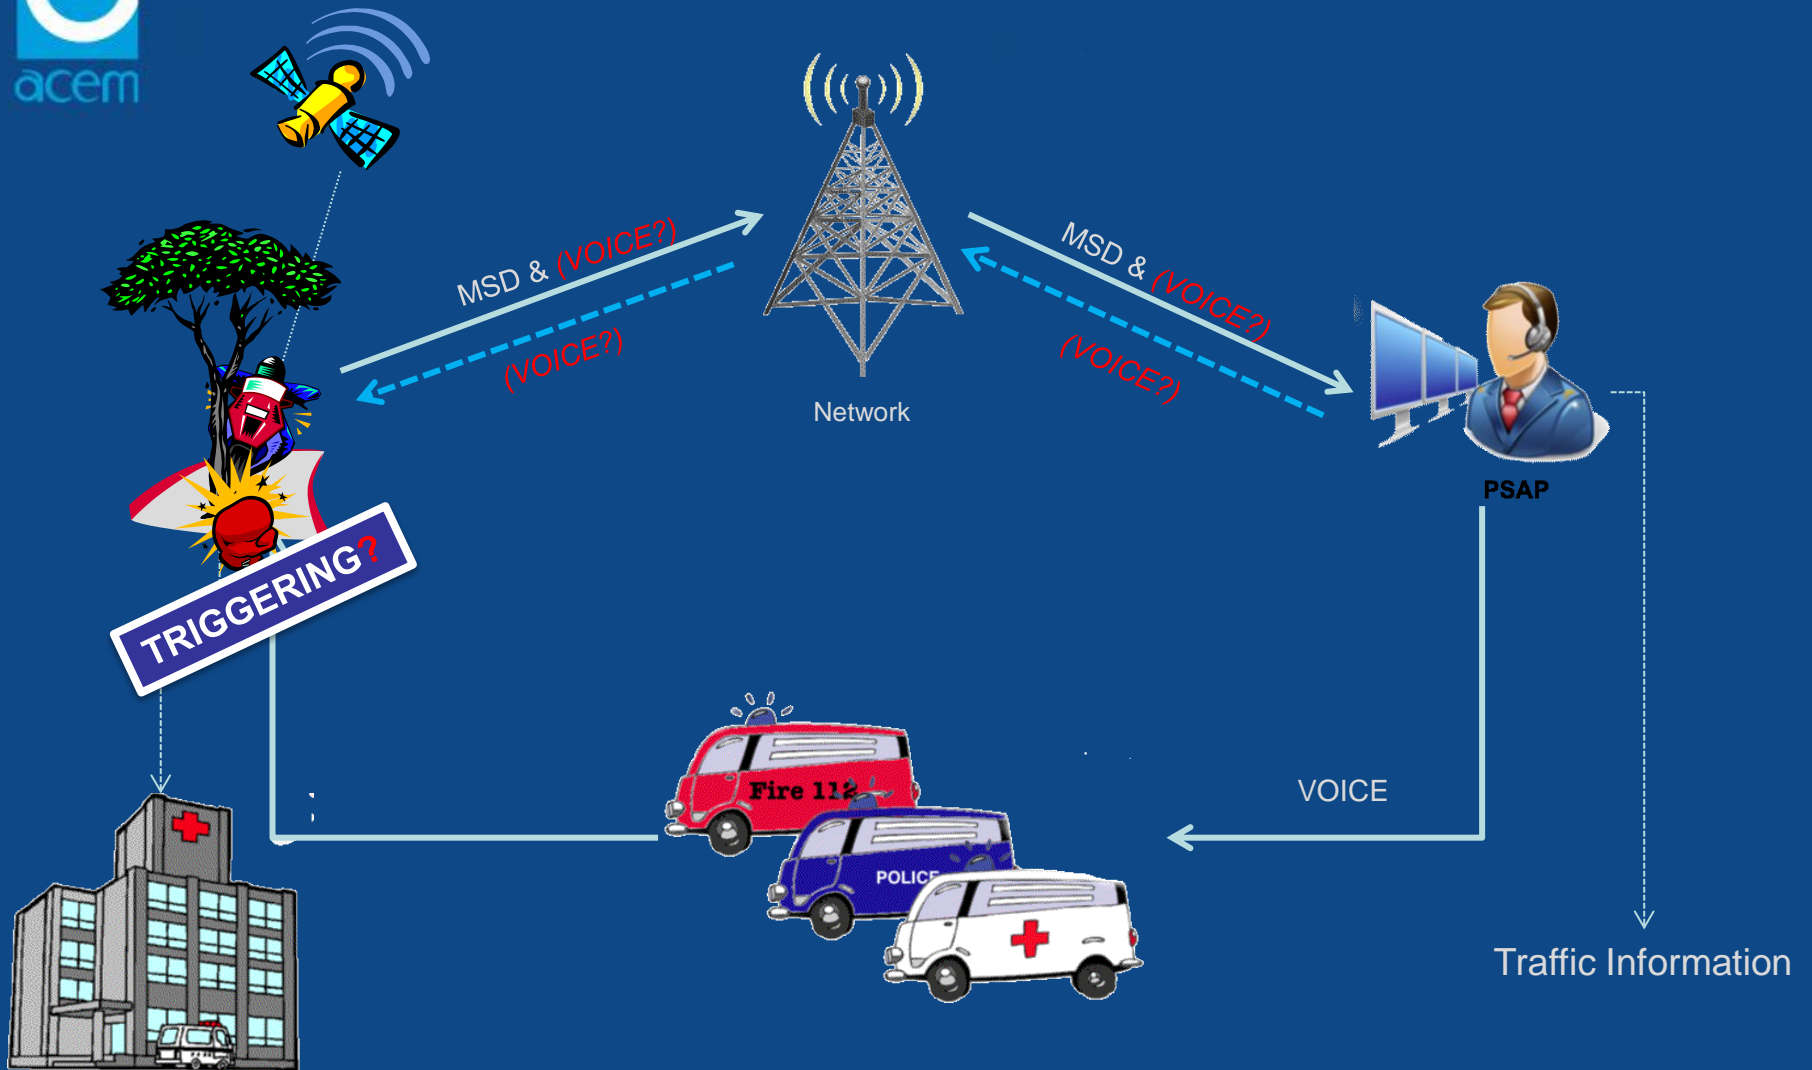 acem
MSD & (VOICE?)
(VOICE?)
Network
MSD & (VOICE?)
(VOICE?)
PSAP
TRIGGERING?
Fire 112
POLICE
VOICE
Traffic Information